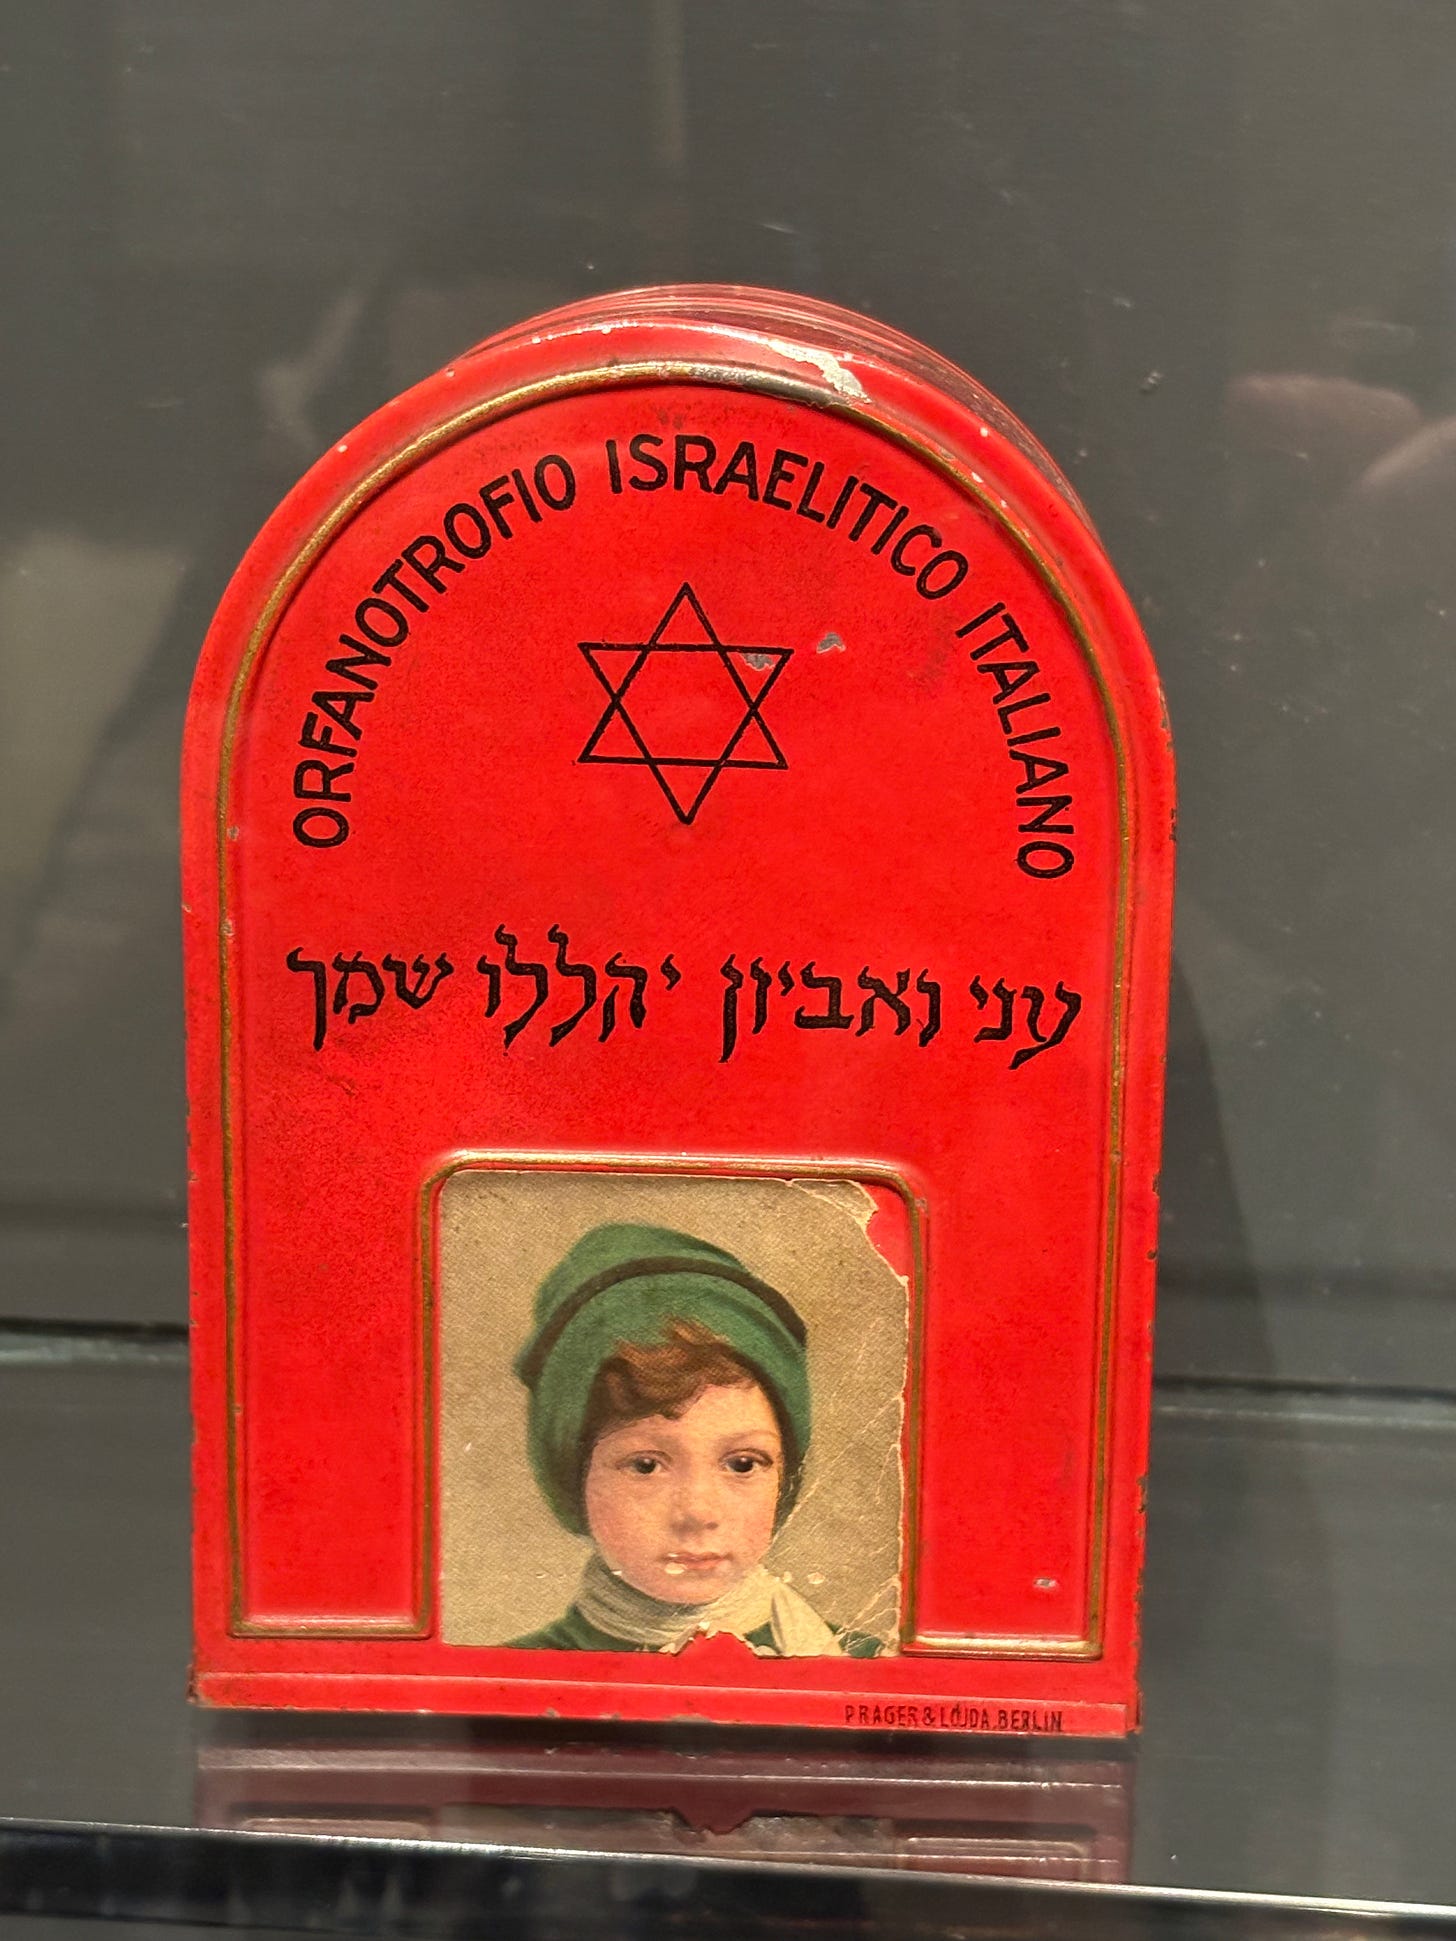 ORFANOTROFIO ISRAELITICO ITALIANO
עני ואביון יהללו שמך
PRAGER & LOJDA, BERLIN